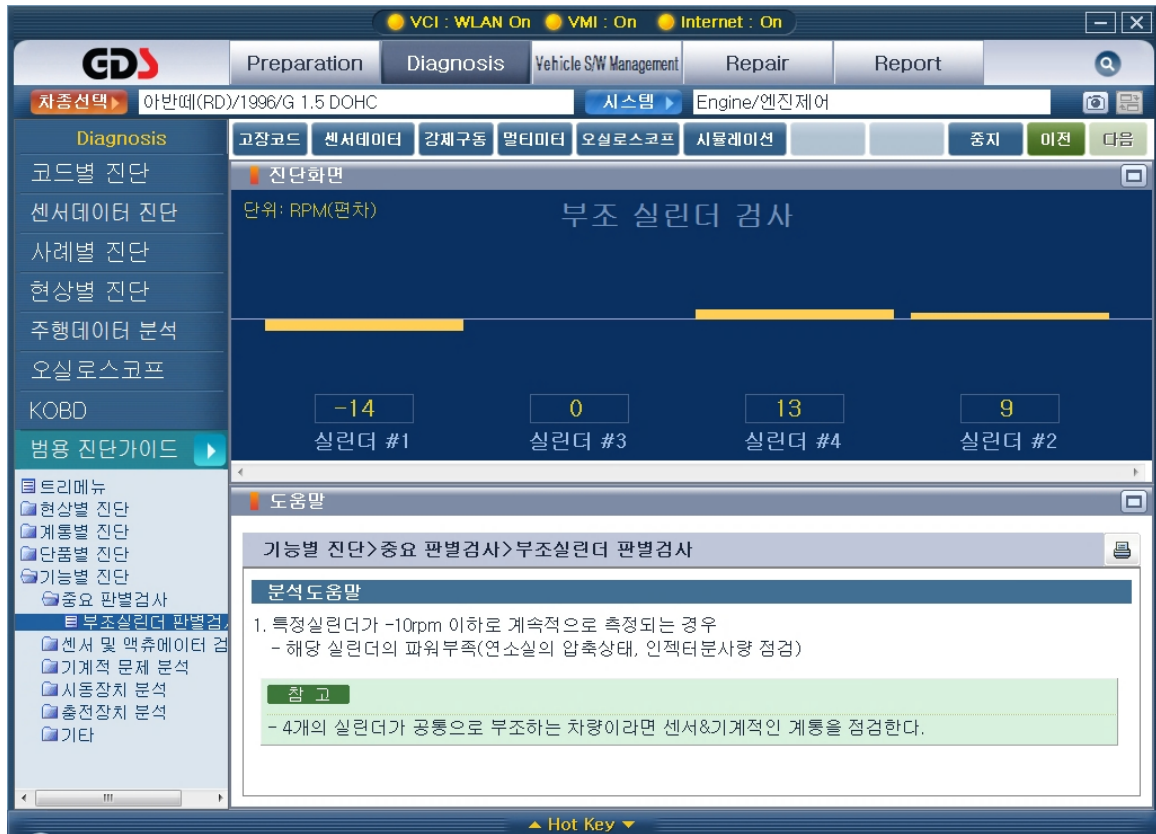 VCI : WLAN On VMI : On Internet : On
GDS Preparation Diagnosis Vehicle S/W Management Repair Report
차종선택 아반떼(RD)/1996/G 1.5 DOHC 시스템 Engine/엔진제어
Diagnosis
고장코드 센서데이터 강제구동 멀티미터 오실로스코프 시뮬레이션 중지 이전 다음
코드별 진단
센서데이터 진단
사례별 진단
현상별 진단
주행데이터 분석
오실로스코프
KOBD
범용 진단가이드
트리메뉴
현상별 진단
계통별 진단
단품별 진단
기능별 진단
중요 판별검사
부조실린더 판별검
센서 및 액츄에이터 검
기계적 문제 분석
시동장치 분석
충전장치 분석
기타
진단화면
단위: RPM(편차)
부조 실린더 검사
-14 0 13 9
실린더 #1 실린더 #3 실린더 #4 실린더 #2
도움말
기능별 진단>중요 판별검사>부조실린더 판별검사
분석도움말
1. 특정실린더가 -10rpm 이하로 계속적으로 측정되는 경우
- 해당 실린더의 파워부족(연소실의 압축상태, 인젝터분사량 점검)
참 고
- 4개의 실린더가 공통으로 부조하는 차량이라면 센서&기계적인 계통을 점검한다.
Hot Key